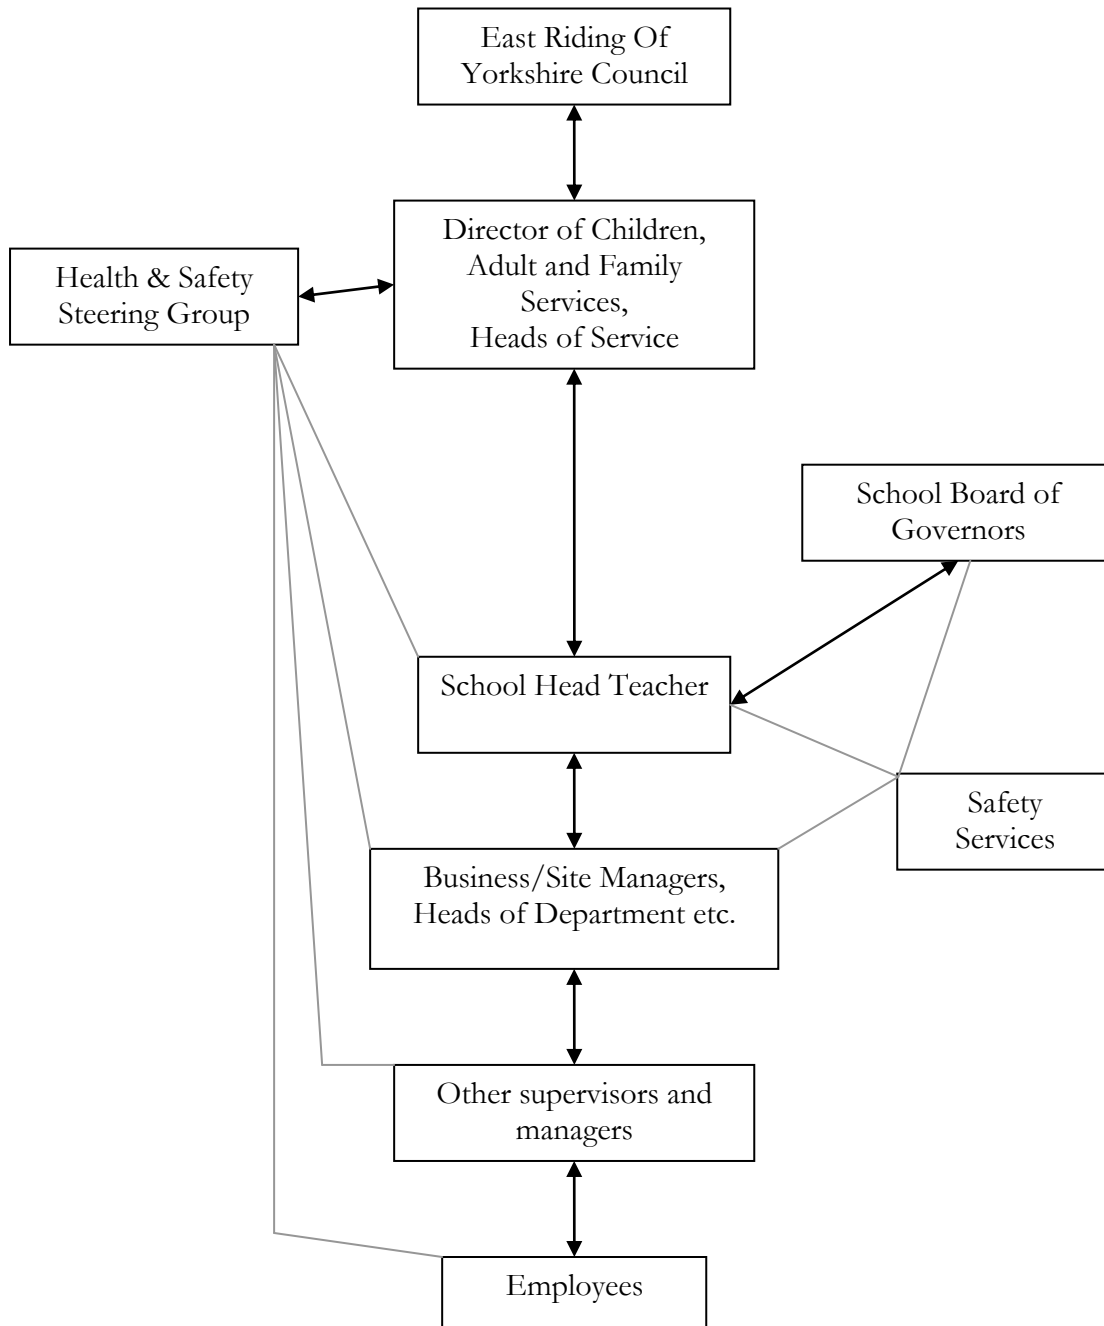 East Riding Of
Yorkshire Council
Director of Children,
Adult and Family
Services,
Heads of Service
Health & Safety
Steering Group
School Board of
Governors
School Head Teacher
Safety
Services
Business/Site Managers,
Heads of Department etc.
Other supervisors and
managers
Employees